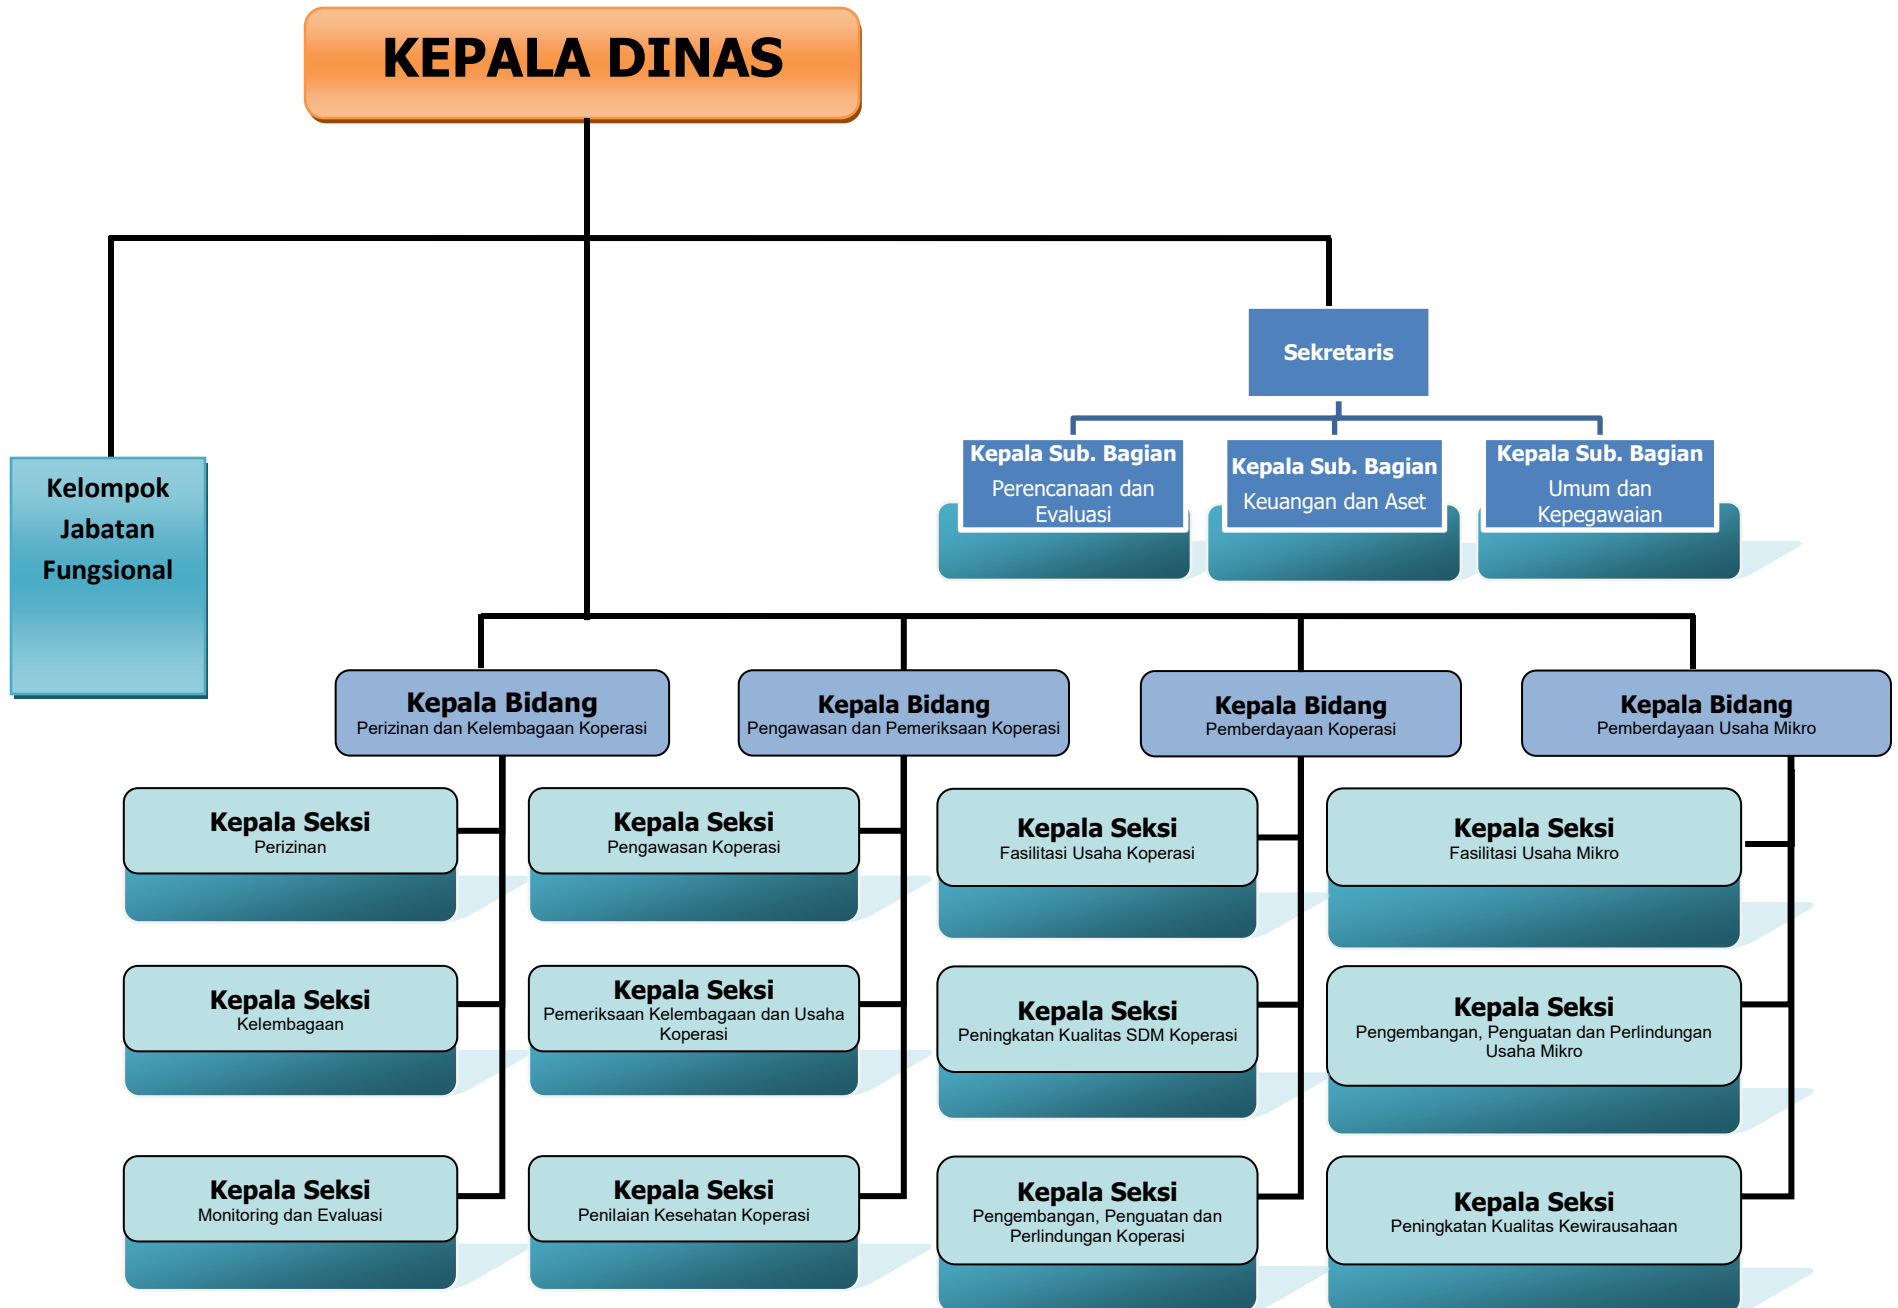 KEPALA DINAS
Sekretaris
Kepala Sub. Bagian
Perencanaan dan
Evaluasi
Kepala Sub. Bagian
Keuangan dan Aset
Kepala Sub. Bagian
Umum dan
Kepegawaian
Kelompok
Jabatan
Fungsional
Kepala Bidang
Perizinan dan Kelembagaan Koperasi
Kepala Bidang
Pengawasan dan Pemeriksaan Koperasi
Kepala Bidang
Pemberdayaan Koperasi
Kepala Bidang
Pemberdayaan Usaha Mikro
Kepala Seksi
Perizinan
Kepala Seksi
Pengawasan Koperasi
Kepala Seksi
Fasilitasi Usaha Koperasi
Kepala Seksi
Fasilitasi Usaha Mikro
Kepala Seksi
Kelembagaan
Kepala Seksi
Pemeriksaan Kelembagaan dan Usaha
Koperasi
Kepala Seksi
Peningkatan Kualitas SDM Koperasi
Kepala Seksi
Pengembangan, Penguatan dan Perlindungan
Usaha Mikro
Kepala Seksi
Monitoring dan Evaluasi
Kepala Seksi
Penilaian Kesehatan Koperasi
Kepala Seksi
Pengembangan, Penguatan dan
Perlindungan Koperasi
Kepala Seksi
Peningkatan Kualitas Kewirausahaan